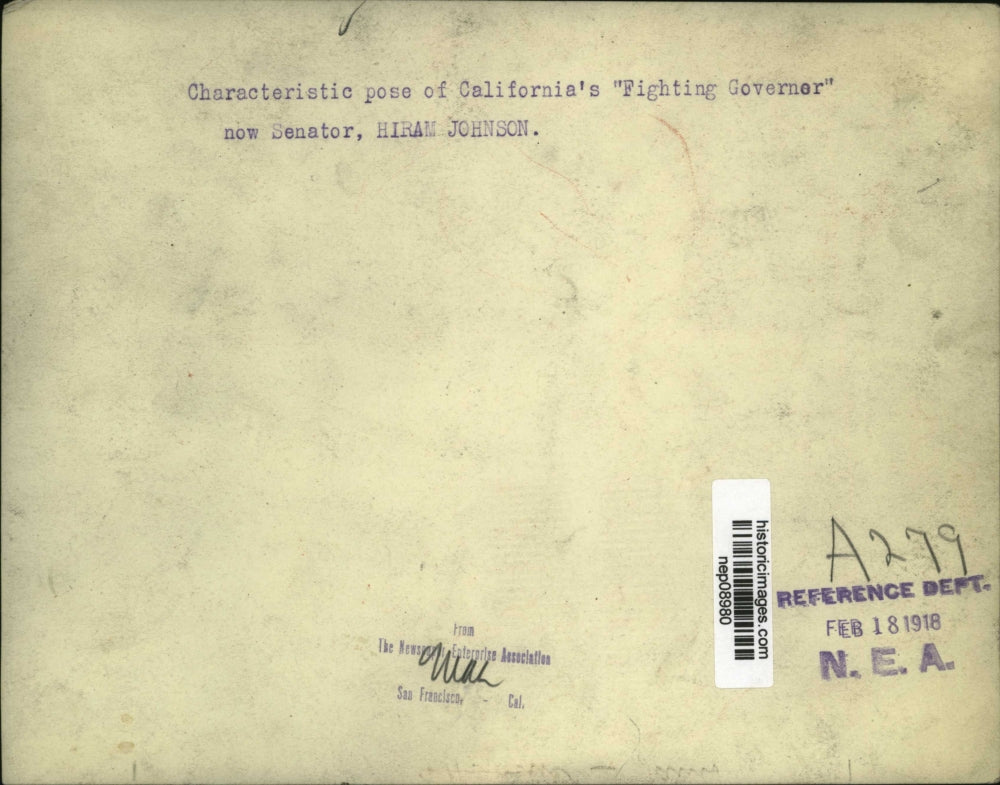 Characteristic pose of California's "Fighting Governer"
now Senator, HIRAM JOHNSON.
historicimages.com
nep08980
A279
REFERENCE DEPT.
FEB 18 1918
N. E. A.
From
The Newspaper Enterprise Association
San Francisco, - Cal.